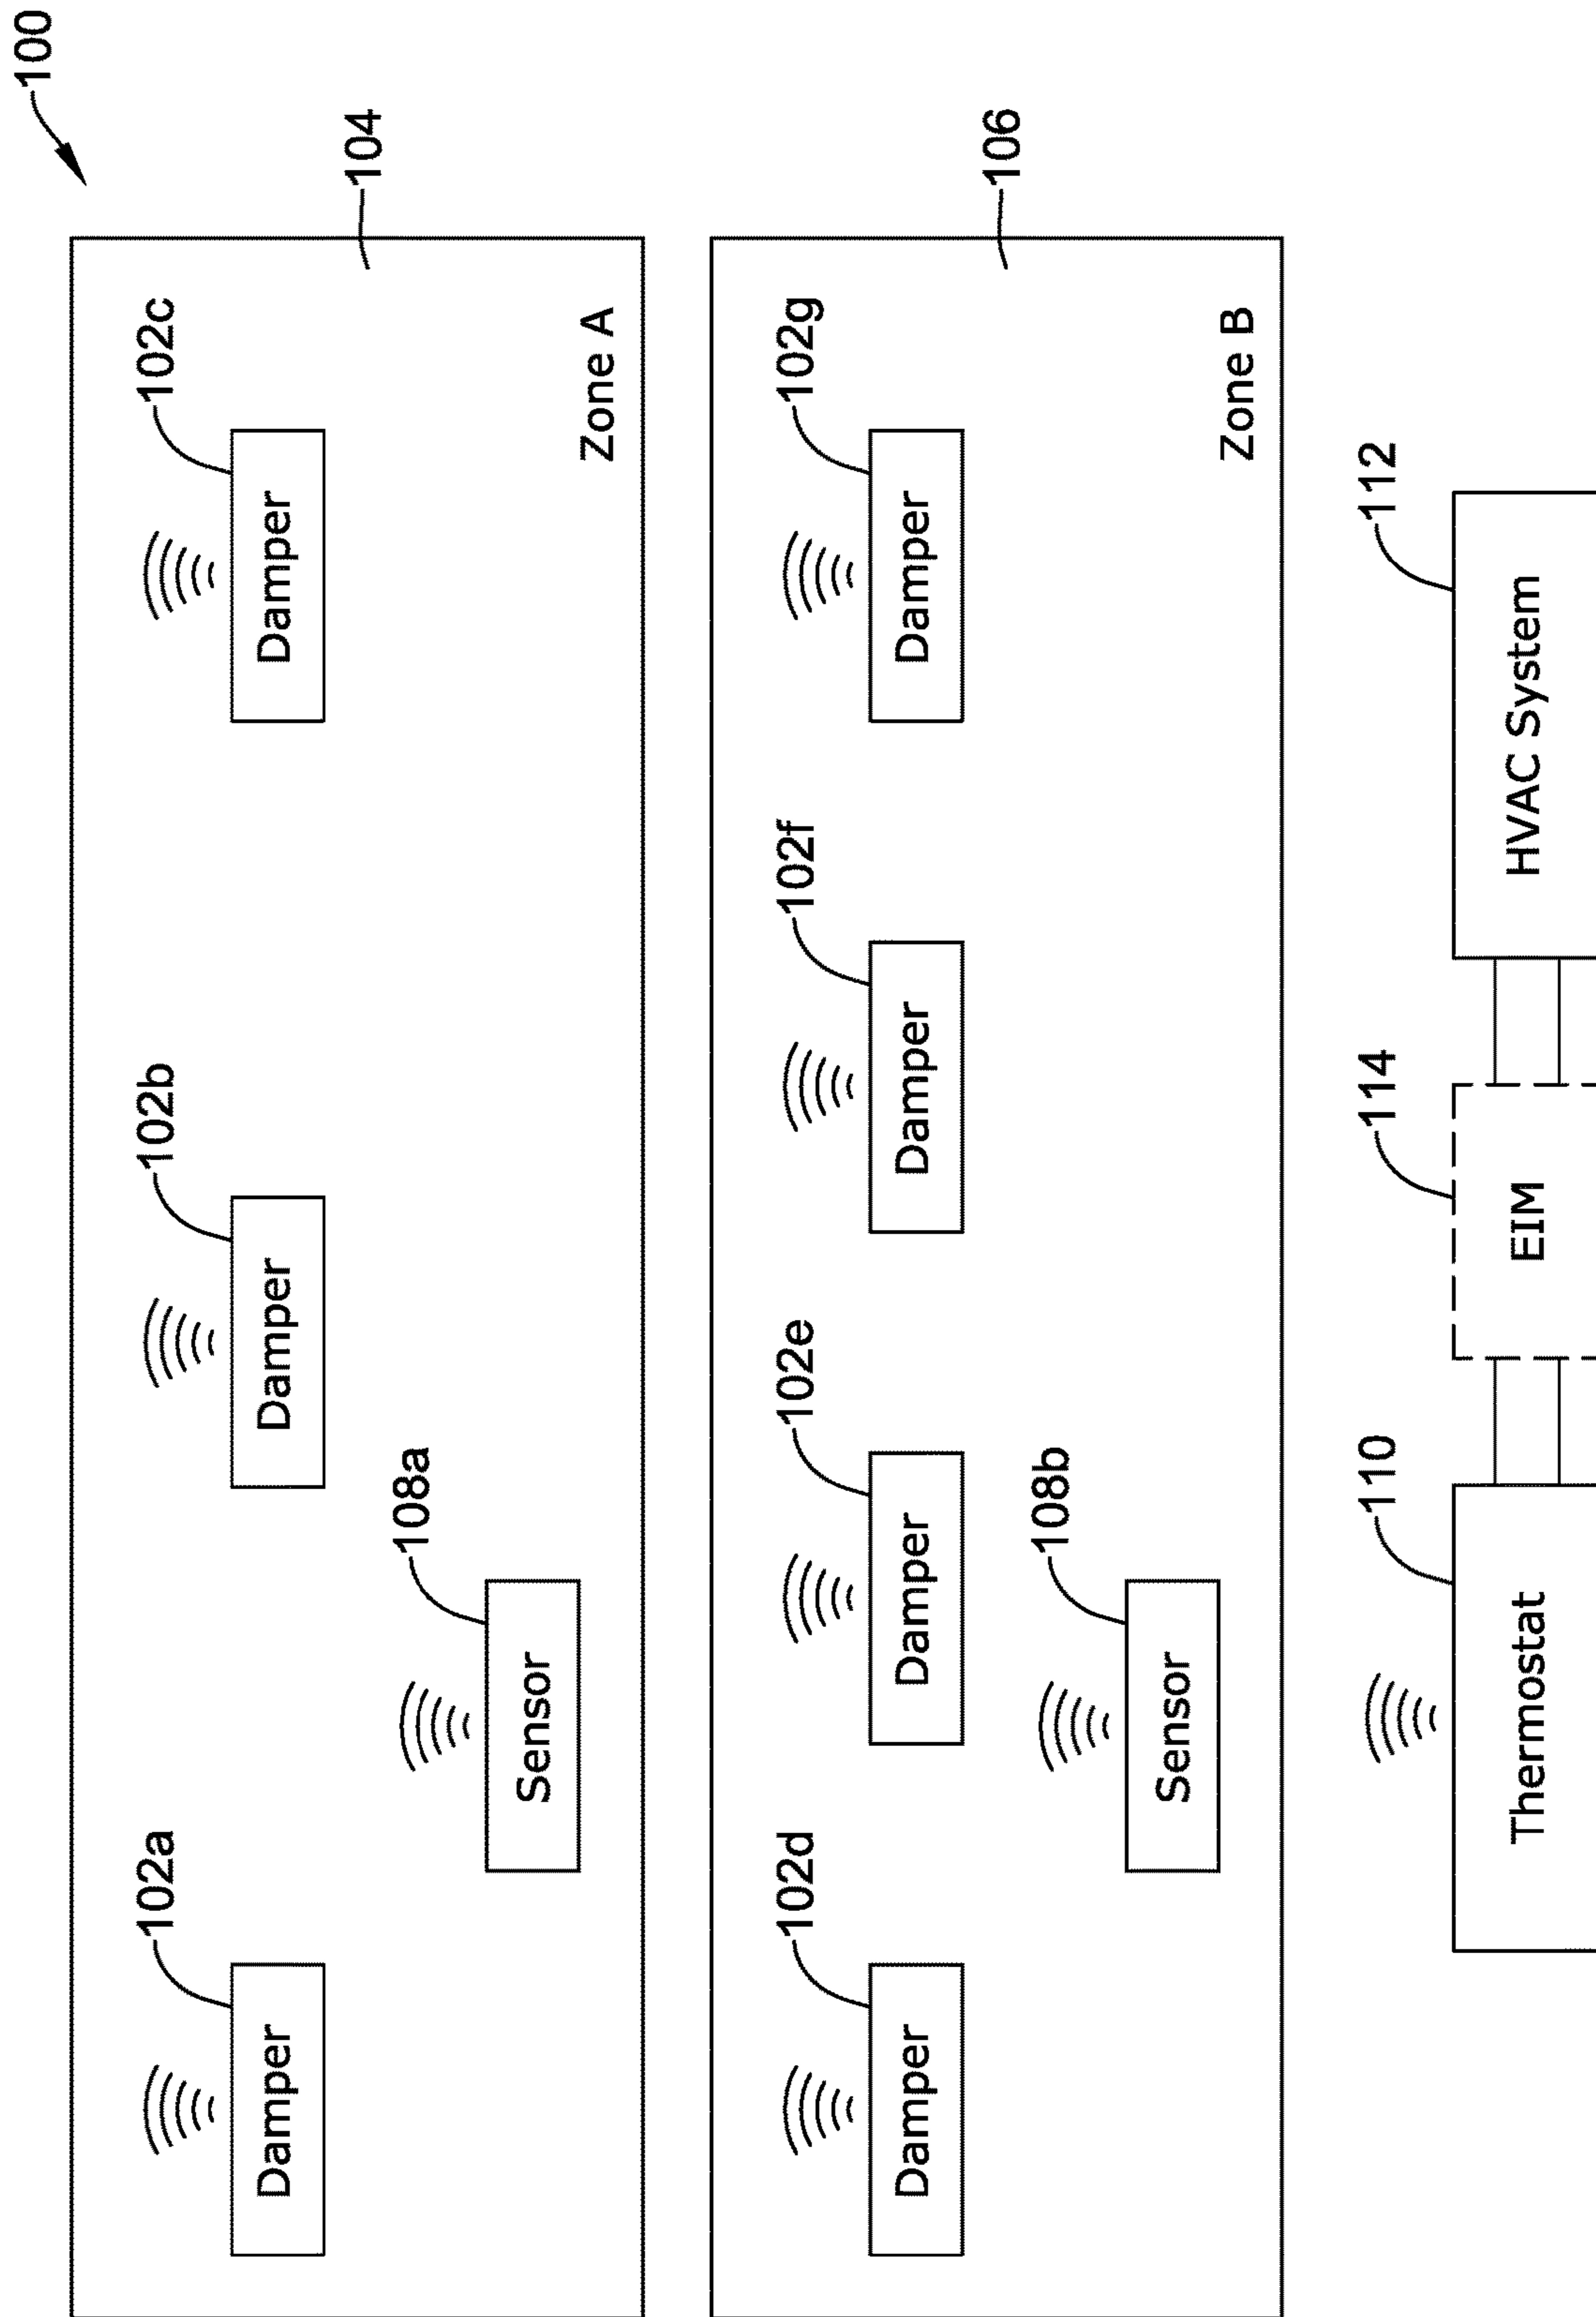 100
102a
102b
102c
Damper
Damper
Damper
104
108a
Sensor
Zone A
102d
102e
102f
102g
Damper
Damper
Damper
Damper
106
108b
Sensor
Zone B
110
114
112
Thermostat
EIM
HVAC System